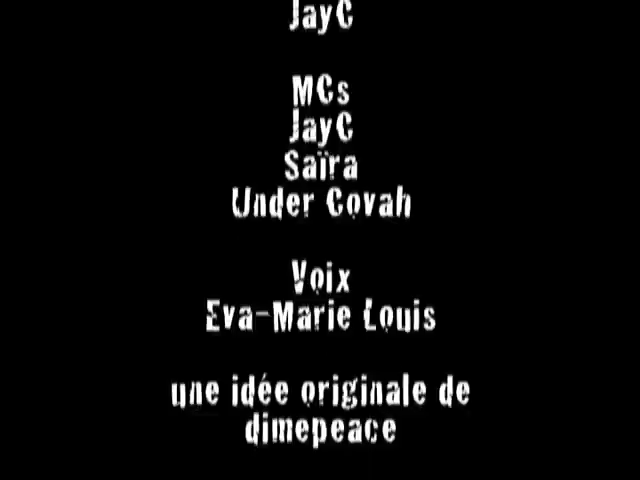 JayC
MCs
JayC
Saïra
Under Covah
Voix
Eva-Marie Louis
une idée originale de
dimepeace